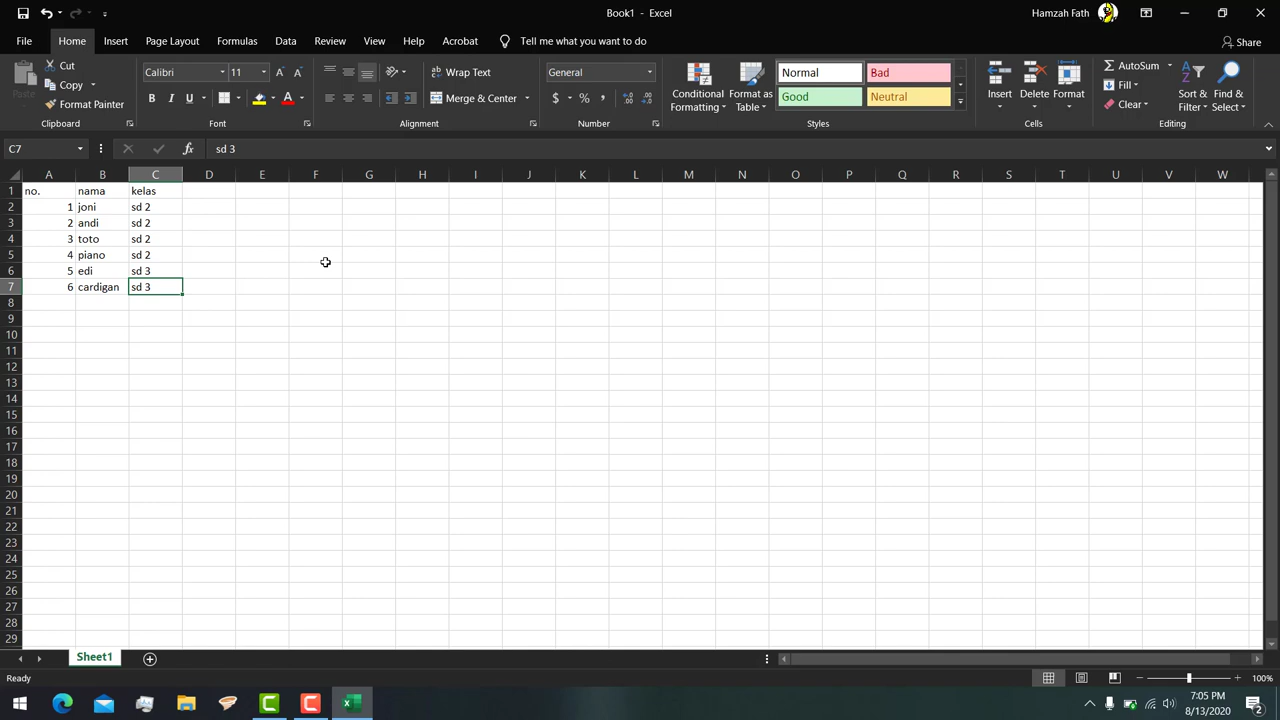 Book1 - Excel
Hamzah Fath
File Home Insert Page Layout Formulas Data Review View Help Acrobat Tell me what you want to do Share
Cut
Copy
Format Painter
Clipboard
Calibri 11
B I U
Font
Wrap Text
Merge & Center
Alignment
General
$ % ,
Number
Conditional Formatting
Format as Table
Normal Bad
Good Neutral
Styles
Insert Delete Format
Cells
AutoSum
Fill
Clear
Sort & Filter
Find & Select
Editing
C7 fx sd 3
A B C D E F G H I J K L M N O P Q R S T U V W
1 no. nama kelas
2 1 joni sd 2
3 2 andi sd 2
4 3 toto sd 2
5 4 piano sd 2
6 5 edi sd 3
7 6 cardigan sd 3
8
9
10
11
12
13
14
15
16
17
18
19
20
21
22
23
24
25
26
27
28
29
Sheet1
Ready 100%
7:05 PM
8/13/2020
2